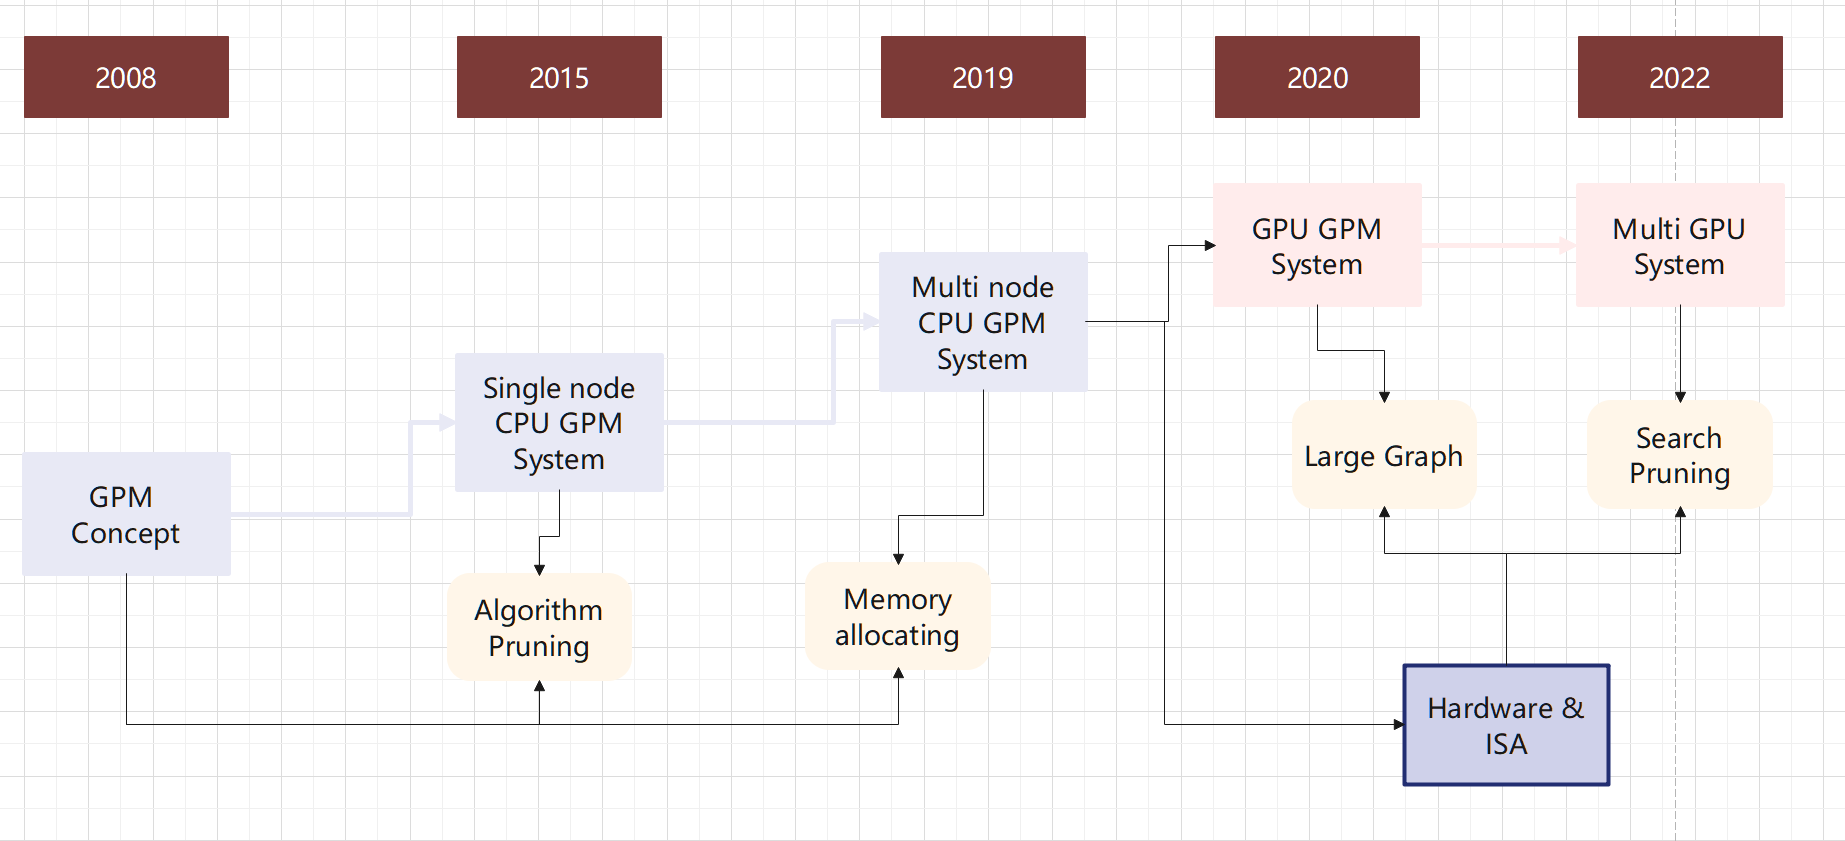 2008
2015
2019
2020
2022
GPM
Concept
Single node
CPU GPM
System
Multi node
CPU GPM
System
GPU GPM
System
Multi GPU
System
Algorithm
Pruning
Memory
allocating
Large Graph
Search
Pruning
Hardware &
ISA